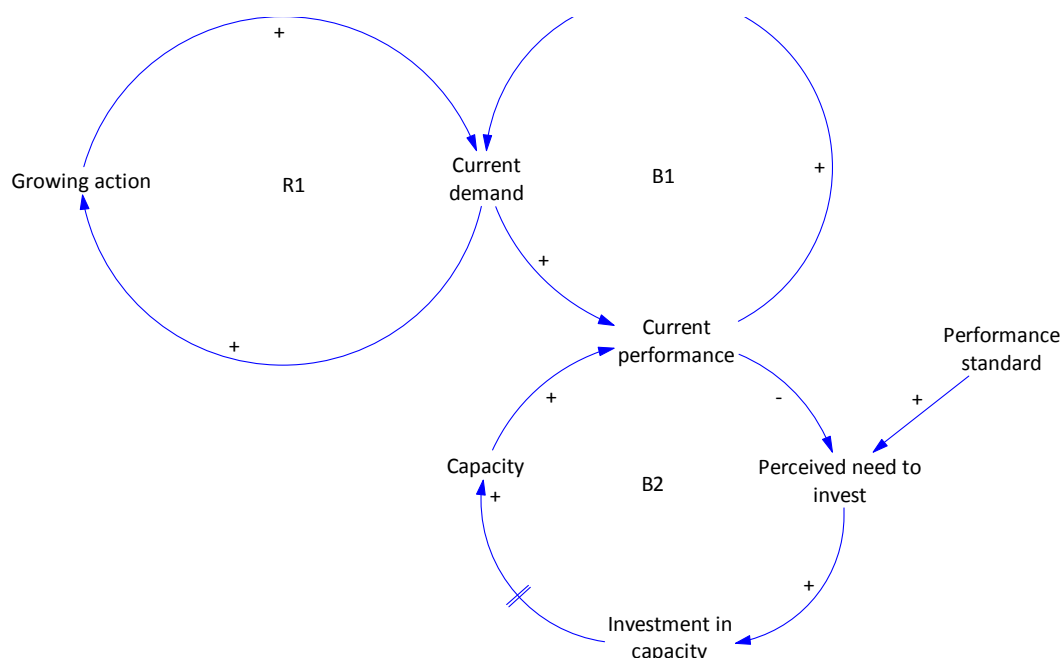 +
Growing action
R1
Current
demand
B1
+
+
+
Current
performance
Performance
standard
+
-
+
Capacity
+
B2
Perceived need to
invest
+
Investment in
capacity